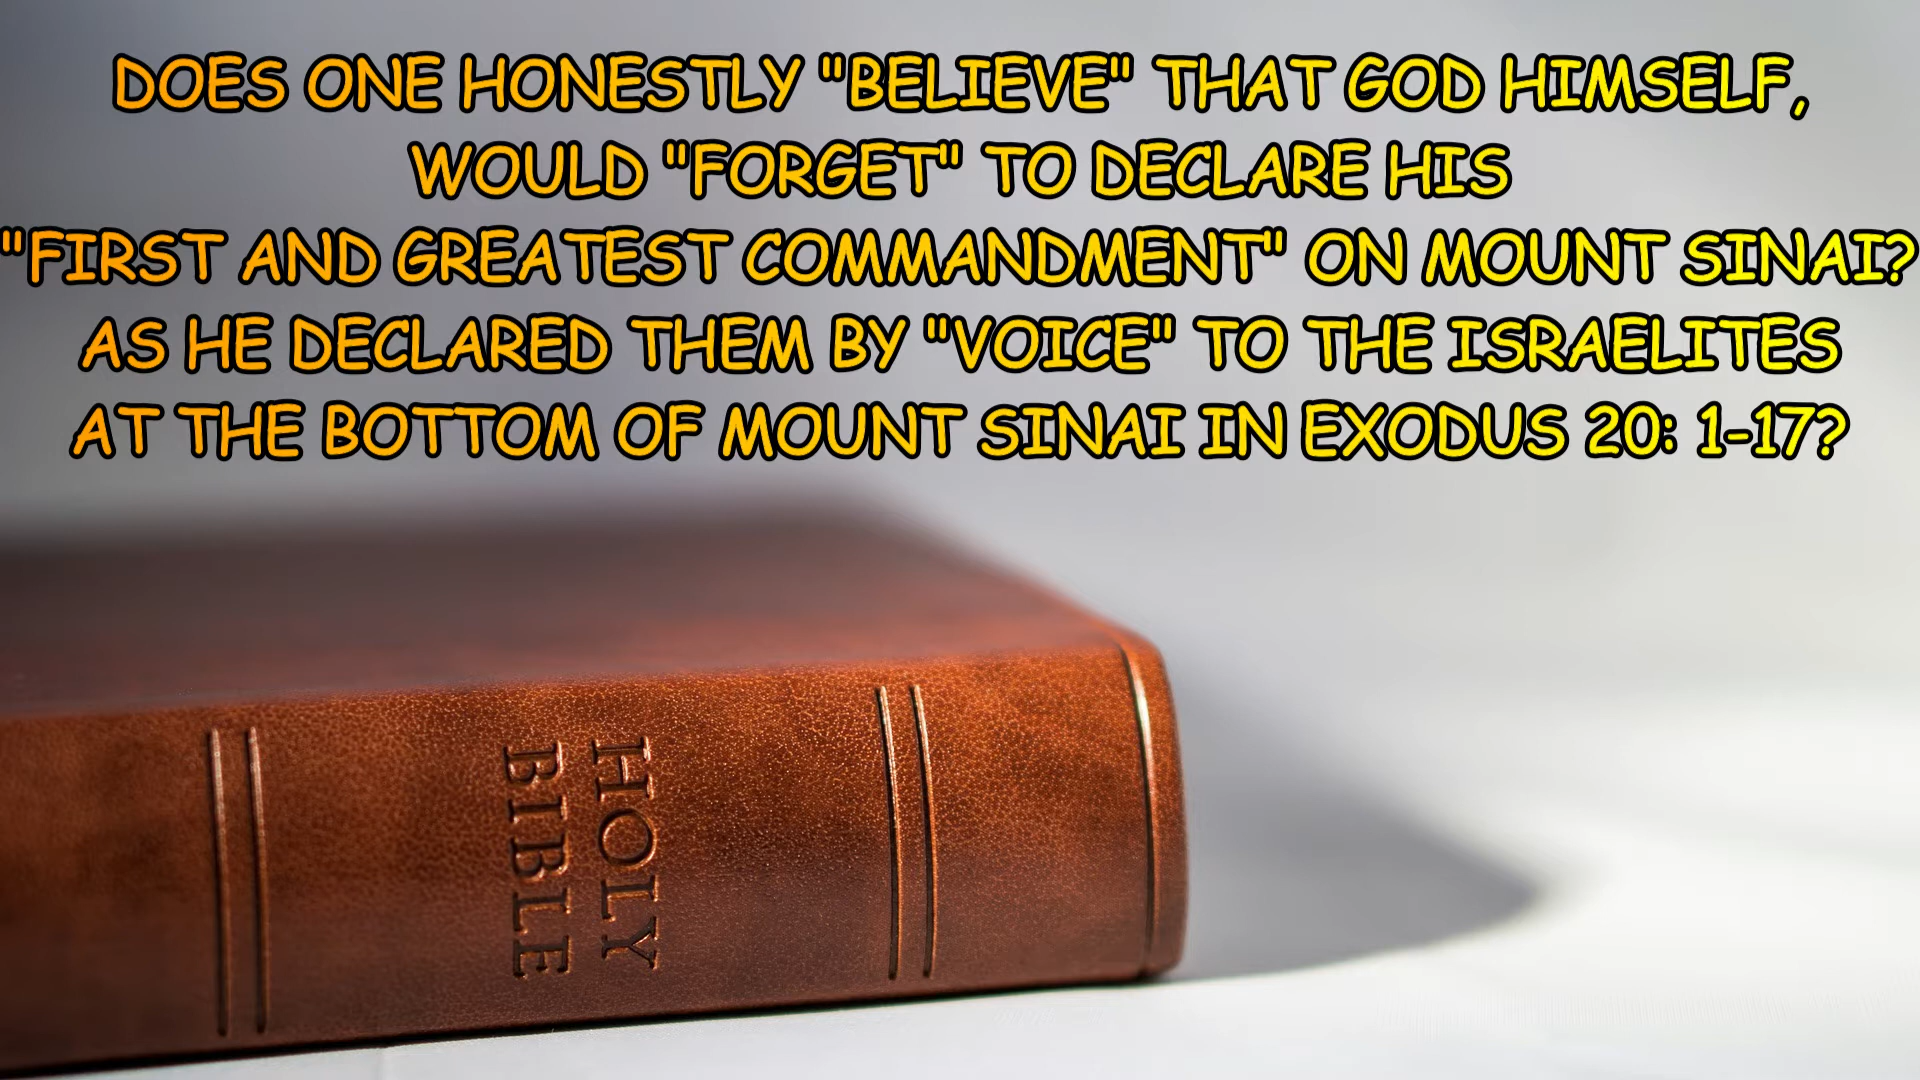 DOES ONE HONESTLY "BELIEVE" THAT GOD HIMSELF,
WOULD "FORGET" TO DECLARE HIS
"FIRST AND GREATEST COMMANDMENT" ON MOUNT SINAI?
AS HE DECLARED THEM BY "VOICE" TO THE ISRAELITES
AT THE BOTTOM OF MOUNT SINAI IN EXODUS 20: 1-17?
HOLY
BIBLE